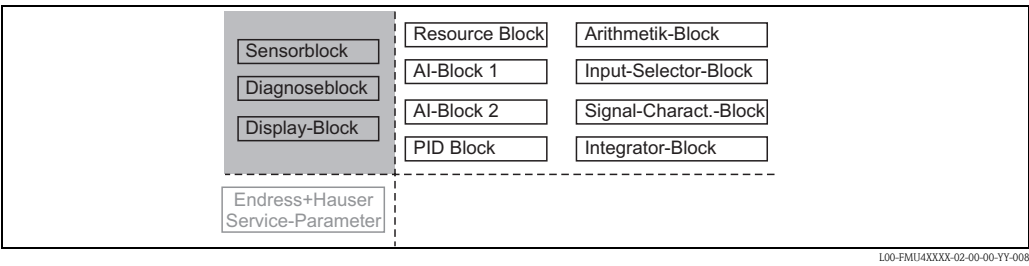 Sensorblock
Diagnoseblock
Display-Block
Resource Block
AI-Block 1
AI-Block 2
PID Block
Arithmetik-Block
Input-Selector-Block
Signal-Charact.-Block
Integrator-Block
Endress+Hauser
Service-Parameter
L00-FMU4XXXX-02-00-00-YY-008